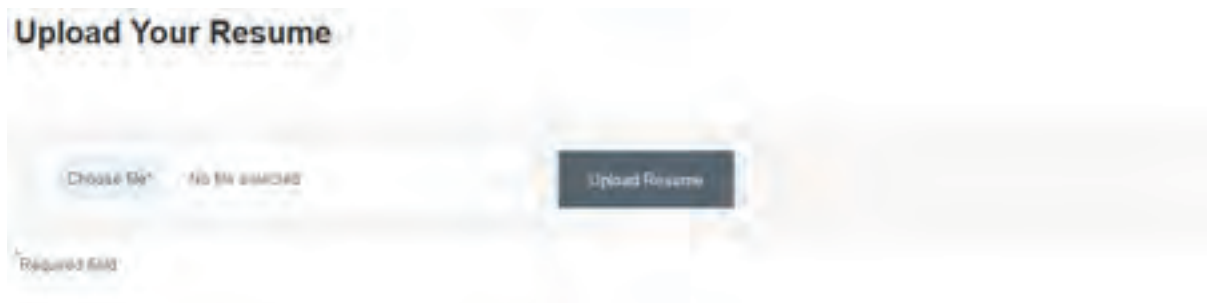 Upload Your Resume
Choose file* No file selected Upload Resume
*Required field